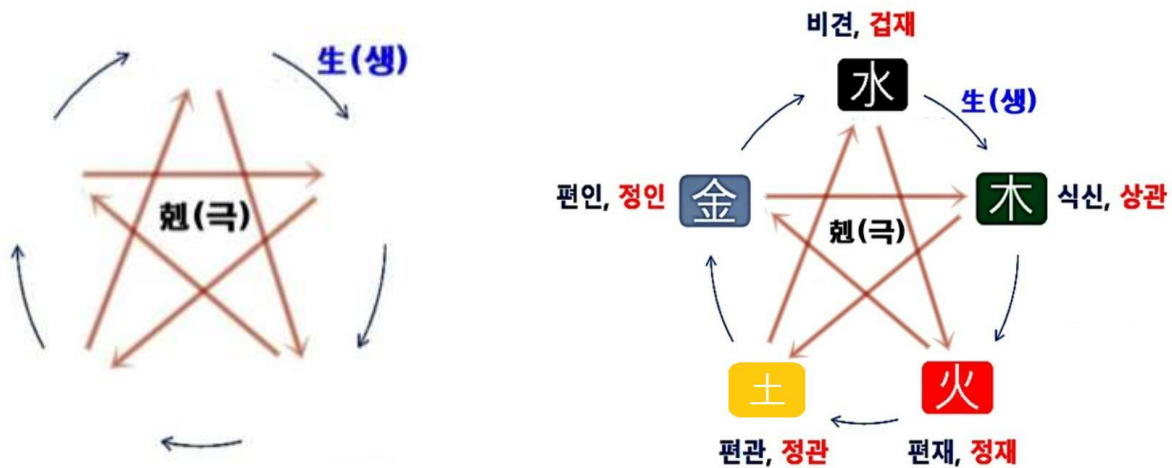 生(생)
剋(극)
비견, 겁재
水
生(생)
편인, 정인
金
木
식신, 상관
剋(극)
土
火
편관, 정관
편재, 정재